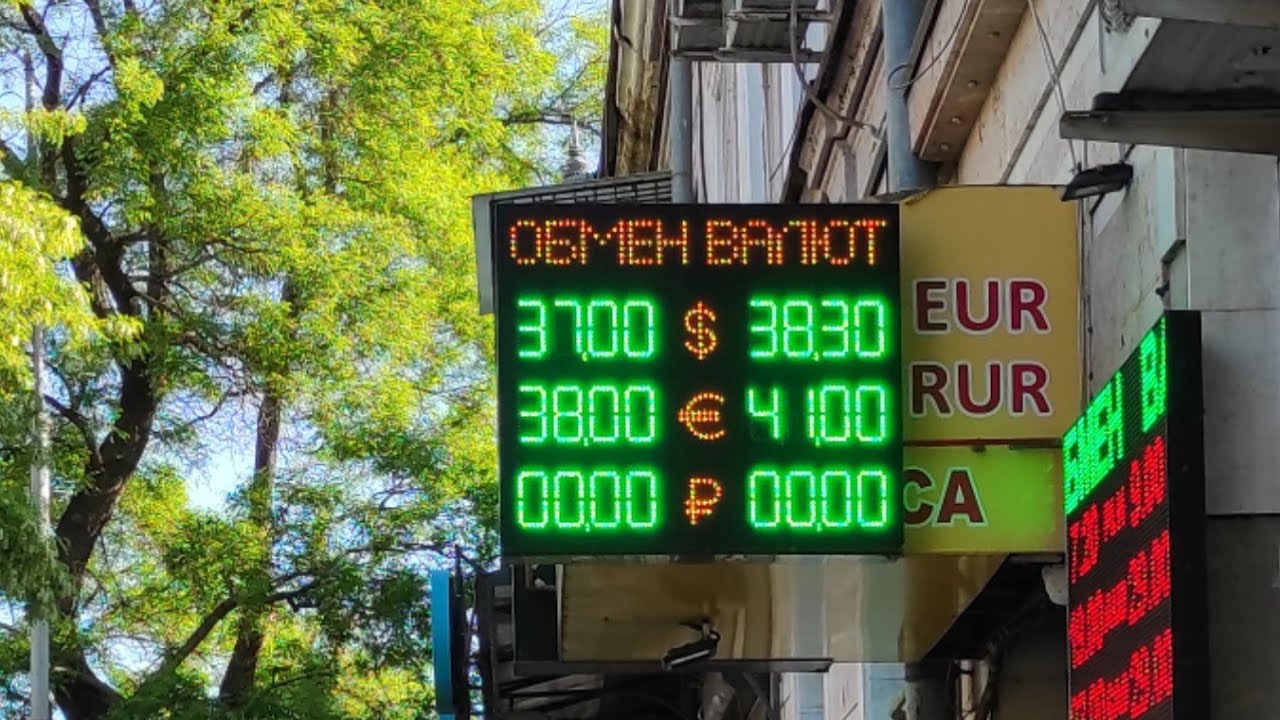 ОБМЕН ВАЛЮТ
37,00 $ 38,30
38,00 € 41,00
00,00 ₽ 00,00
EUR
RUR
CA